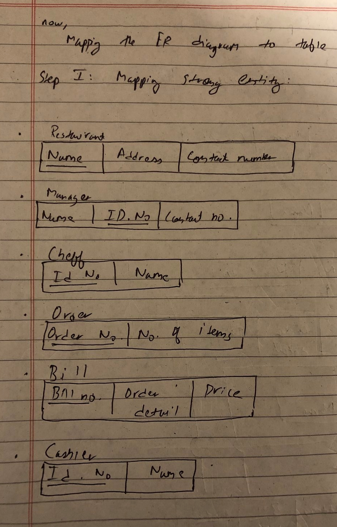 now,
Mapping the ER diagram to table
Step I: Mapping strong entity:
Restaurant
Name | Address | Contact number
Manager
Name | ID. No | Contact no.
Cheff
Id No | Name
Order
Order No | No. of items
Bill
Bill no. | Order detail | Price
Cashier
Id. No | Name